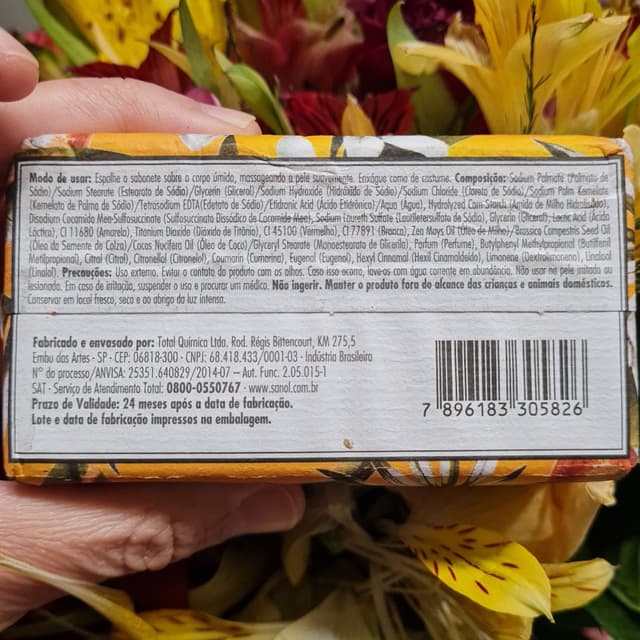 Modo de usar: Espalhe o sabonete sobre o corpo úmido, massageando a pele suavemente. Enxágue como de costume. Composição: Sodium Palmate (Palmato de
Sódio)/Sodium Stearate (Estearato de Sódio)/Glycerin (Glicerol)/Sodium Hydroxide (Hidróxido de Sódio)/Sodium Chloride (Cloreto de Sódio)/Sodium Palm Kernelate
(Kernelato de Palma de Sódio)/Tetrasodium EDTA(Edetato de Sódio)/Etidronic Acid (Ácido Etidrônico)/Aqua (Água), Hydrolyzed Corn Starch (Amido de Milho Hidrolisado)
Disodium Cocamido Mea-Sulfosuccinate (Sulfosuccinato Dissódico de Cocamido Mea), Sodium Laureth Sulfate (Lauriletersulfato de Sódio), Glycerin (Glicerol), Lactic Acid (Ácido
Láctico), CI 11680 (Amarelo), Titanium Dioxide (Dióxido de Titânio), CI 45100 (Vermelho), CI 77891 (Branco), Zea Mays Oil (Óleo de Milho)/Brassica Campestris Seed Oil
(Óleo da Semente de Colza)/Cocos Nucifera Oil (Óleo de Coco)/Glyceryl Stearate (Monoestearato de Glicerila), Parfum (Perfume), Butylphenyl Methylpropional (Butilfenil
Metilpropional), Citral (Citral), Citronellol (Citronelol), Coumarin (Cumarina), Eugenol (Eugenol), Hexyl Cinnamal (Hexil Cinamaldeído), Limonene (Dextrolimoneno), Linalool
(Linalol). Precauções: Uso externo. Evitar o contato do produto com os olhos. Caso isso ocorra, lave-os com água corrente em abundância. Não usar na pele irritada ou
lesionada. Em caso de irritação, suspender o uso e procurar um médico. Não ingerir. Manter o produto fora do alcance das crianças e animais domésticos.
Conservar em local fresco, seco e ao abrigo da luz intensa.
Fabricado e envasado por: Total Química Ltda. Rod. Régis Bittencourt, KM 275,5
Embu das Artes - SP - CEP: 06818-300 - CNPJ: 68.418.433/0001-03 - Indústria Brasileira
N° do processo/ANVISA: 25351.640829/2014-07 – Aut. Func. 2.05.015-1
SAT - Serviço de Atendimento Total: 0800-0550767 - www.sanol.com.br
Prazo de Validade: 24 meses após a data de fabricação.
Lote e data de fabricação impressos na embalagem.
7 896183 305826